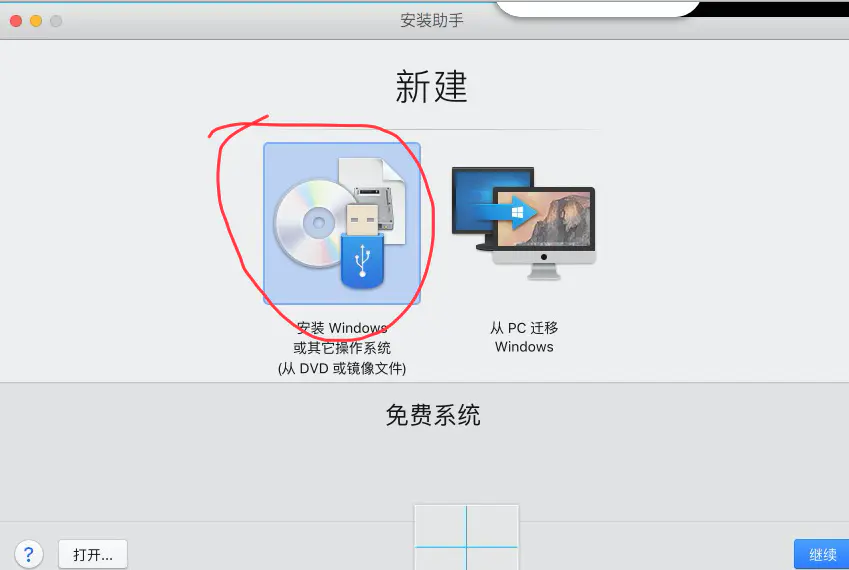 安装助手
新建
安装 Windows
或其它操作系统
(从 DVD 或镜像文件)
从 PC 迁移
Windows
免费系统
?
打开...
继续